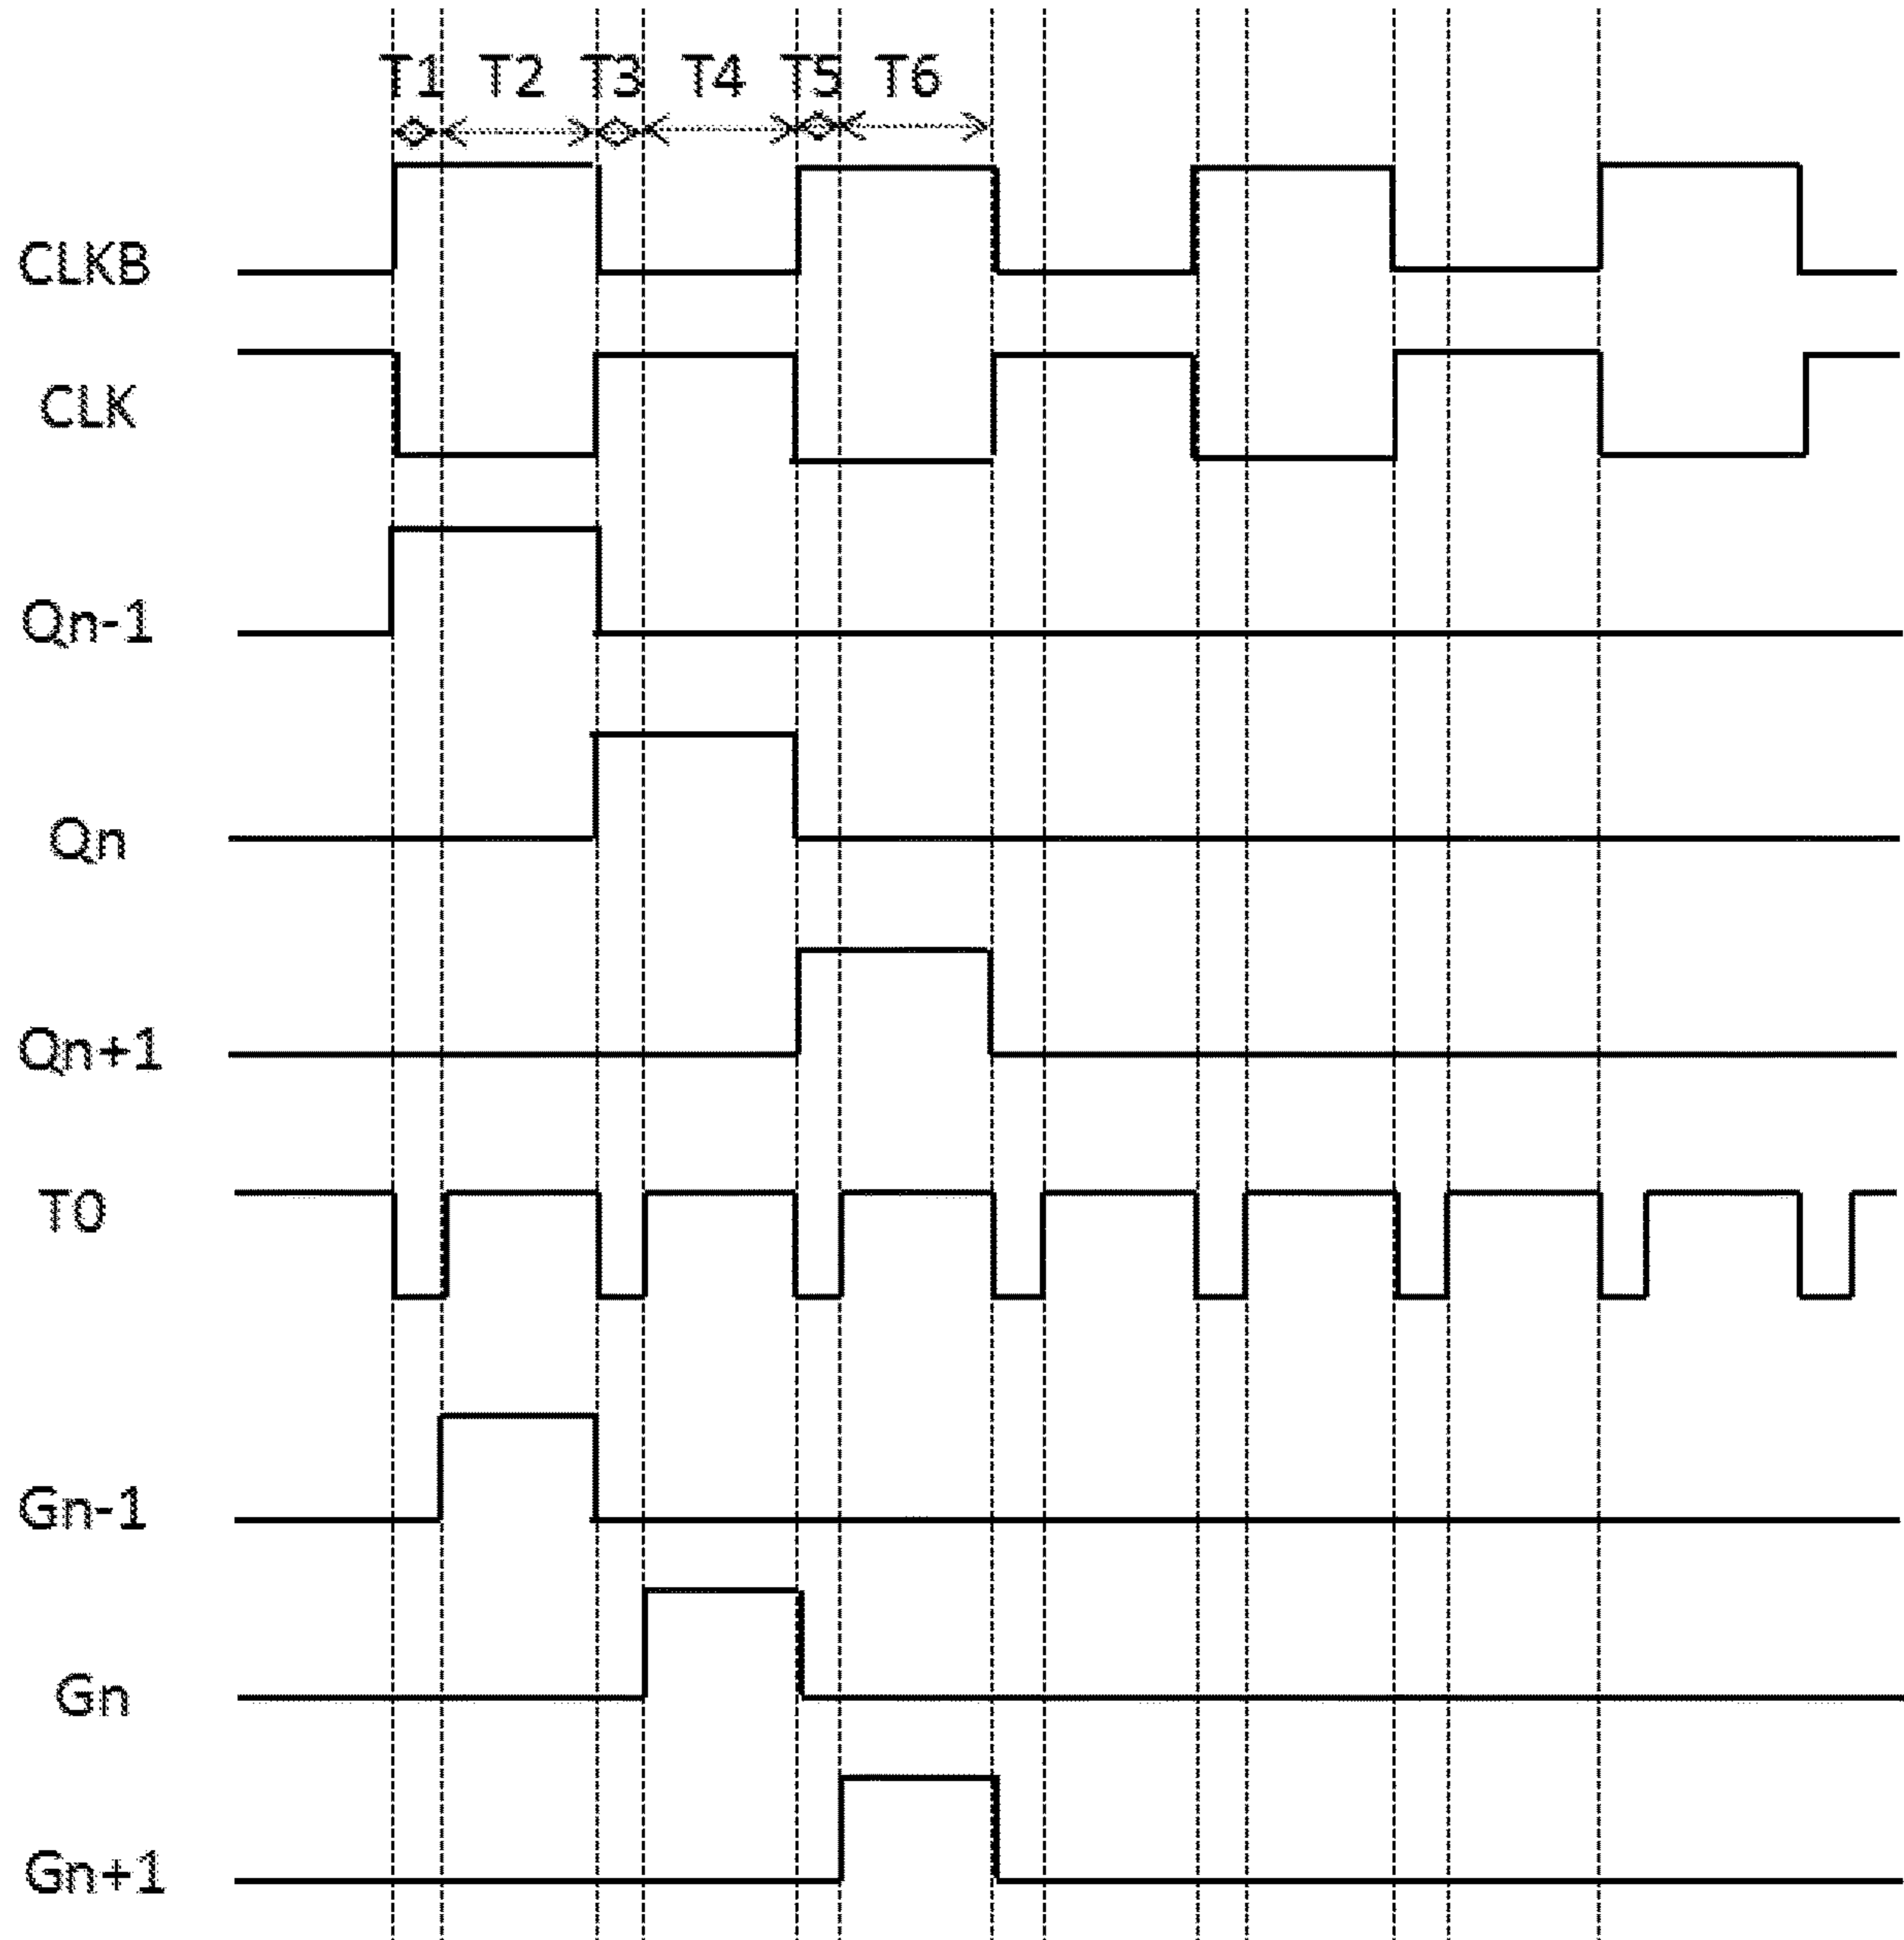 T1 T2 T3 T4 T5 T6
CLKB
CLK
Qn-1
Qn
Qn+1
T0
Gn-1
Gn
Gn+1